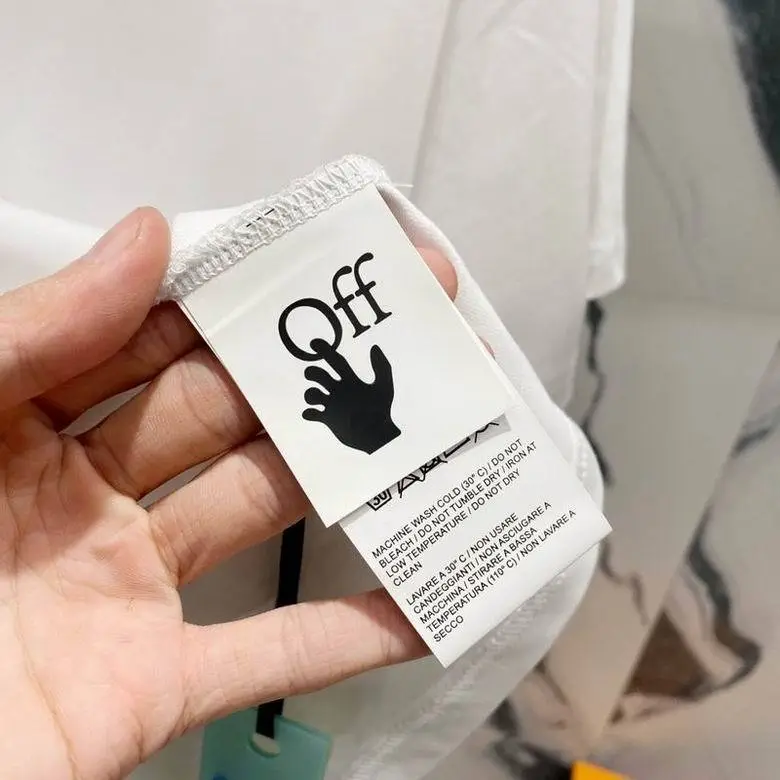 Off
30
MACHINE WASH COLD (30° C) / DO NOT
BLEACH / DO NOT TUMBLE DRY / IRON AT
LOW TEMPERATURE / DO NOT DRY
CLEAN
LAVARE A 30° C / NON USARE
CANDEGGIANTI / NON ASCIUGARE A
MACCHINA / STIRARE A BASSA
TEMPERATURA (110° C) / NON LAVARE A
SECCO